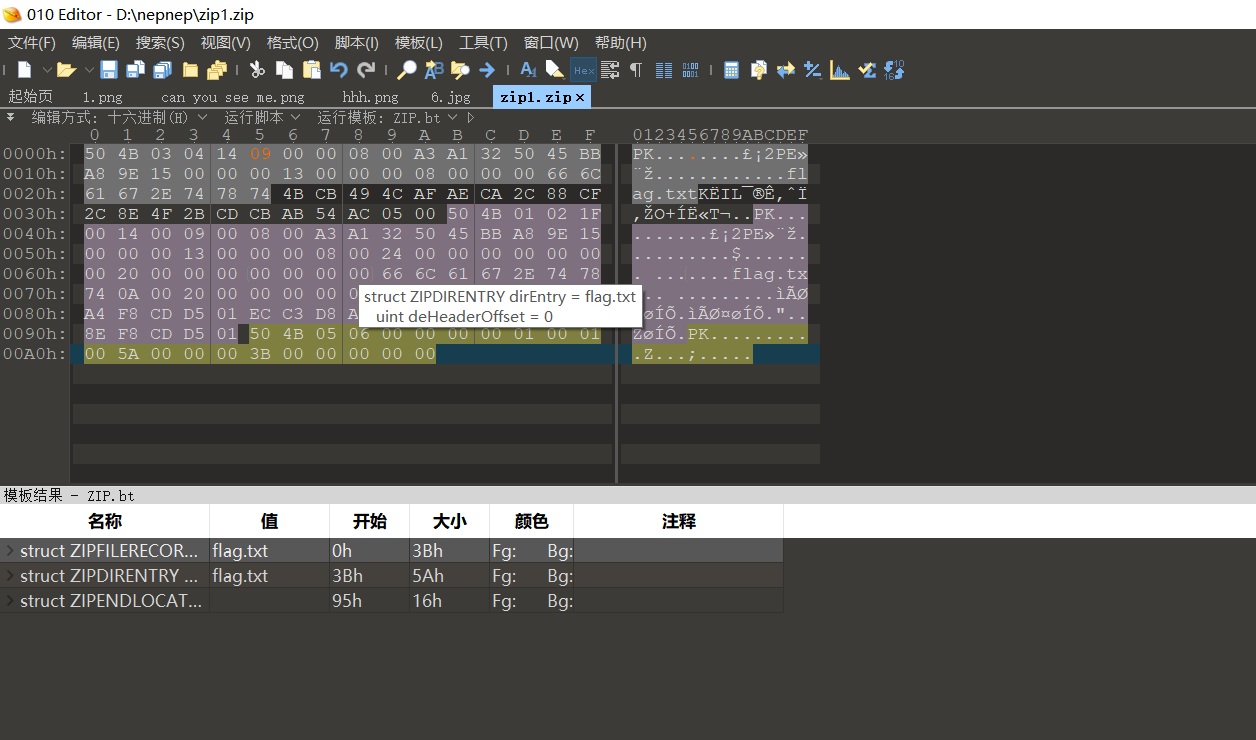 010 Editor - D:\nepnep\zip1.zip
文件(F) 编辑(E) 搜索(S) 视图(V) 格式(O) 脚本(I) 模板(L) 工具(T) 窗口(W) 帮助(H)
起始页 1.png can you see me.png hhh.png 6.jpg zip1.zip ×
编辑方式: 十六进制(H) 运行脚本 运行模板: ZIP.bt
0 1 2 3 4 5 6 7 8 9 A B C D E F 0123456789ABCDEF
0000h: 50 4B 03 04 14 09 00 00 08 00 A3 A1 32 50 45 BB PK........£¡2PE»
0010h: A8 9E 15 00 00 00 13 00 00 00 08 00 00 00 66 6C ¨ž............fl
0020h: 61 67 2E 74 78 74 4B CB 49 4C AF AE CA 2C 88 CF ag.txtKËIL¯®Ê,ˆÏ
0030h: 2C 8E 4F 2B CD CB AB 54 AC 05 00 50 4B 01 02 1F ,ŽO+ÍË«T¬..PK...
0040h: 00 14 00 09 00 08 00 A3 A1 32 50 45 BB A8 9E 15 .......£¡2PE»¨ž.
0050h: 00 00 00 13 00 00 00 08 00 24 00 00 00 00 00 00 .........$......
0060h: 00 20 00 00 00 00 00 00 00 66 6C 61 67 2E 74 78 . .......flag.tx
0070h: 74 0A 00 20 00 00 00 00 ..........ìÃØ
0080h: A4 F8 CD D5 01 EC C3 D8 øÍÕ.ìÃØ¤øÍÕ."..
0090h: 8E F8 CD D5 01 50 4B 05 06 00 00 00 00 01 00 01 ŽøÍÕ.PK.........
00A0h: 00 5A 00 00 00 3B 00 00 00 00 00 .Z...;.....
struct ZIPDIRENTRY dirEntry = flag.txt
uint deHeaderOffset = 0
模板结果 - ZIP.bt
名称 值 开始 大小 颜色 注释
struct ZIPFILERECOR... flag.txt 0h 3Bh Fg: Bg:
struct ZIPDIRENTRY ... flag.txt 3Bh 5Ah Fg: Bg:
struct ZIPENDLOCAT... 95h 16h Fg: Bg: